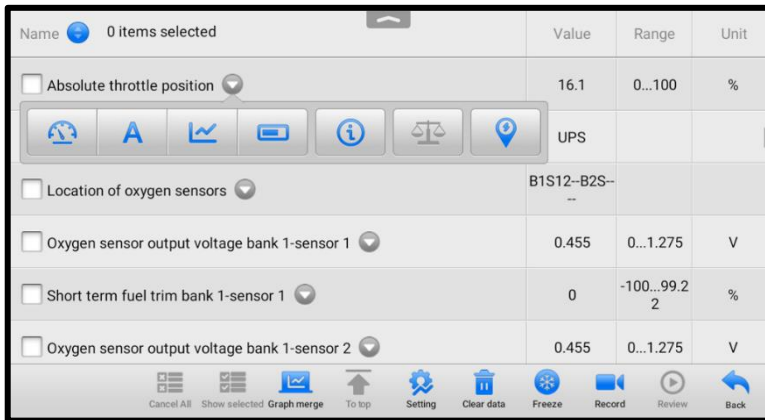 Name 0 items selected Value Range Unit
Absolute throttle position 16.1 0...100 %
A
UPS
Location of oxygen sensors B1S12--B2S--
--
Oxygen sensor output voltage bank 1-sensor 1 0.455 0...1.275 V
Short term fuel trim bank 1-sensor 1 0 -100...99.2
2 %
Oxygen sensor output voltage bank 1-sensor 2 0.455 0...1.275 V
Cancel All Show selected Graph merge To top Setting Clear data Freeze Record Review Back